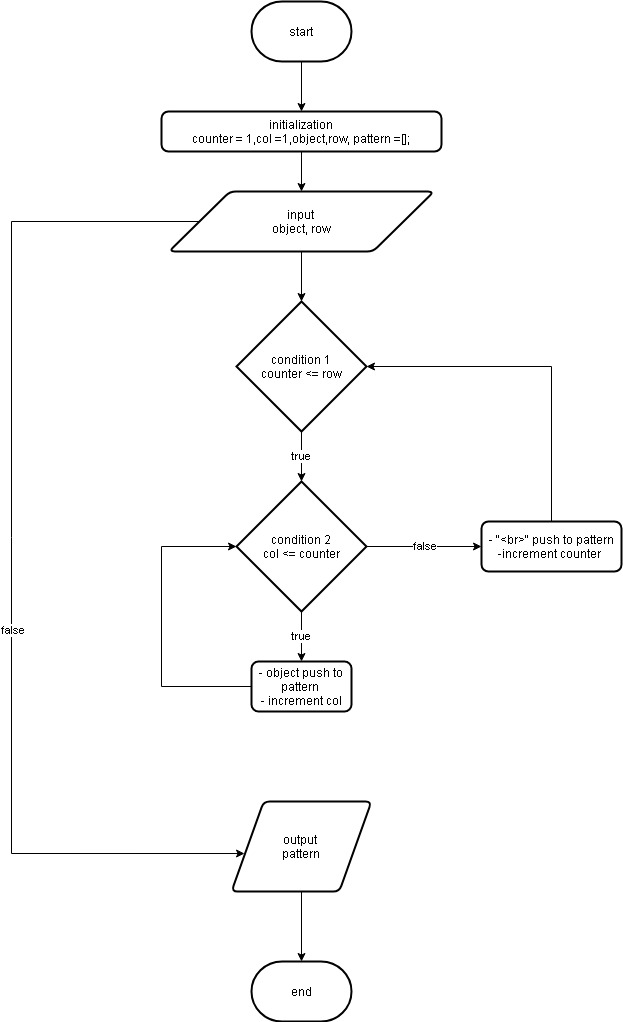 start
initialization
counter = 1,col =1,object,row, pattern =[];
input
object, row
condition 1
counter <= row
true
condition 2
col <= counter
false
- "<br>" push to pattern
-increment counter
false
true
- object push to
pattern
- increment col
output
pattern
end